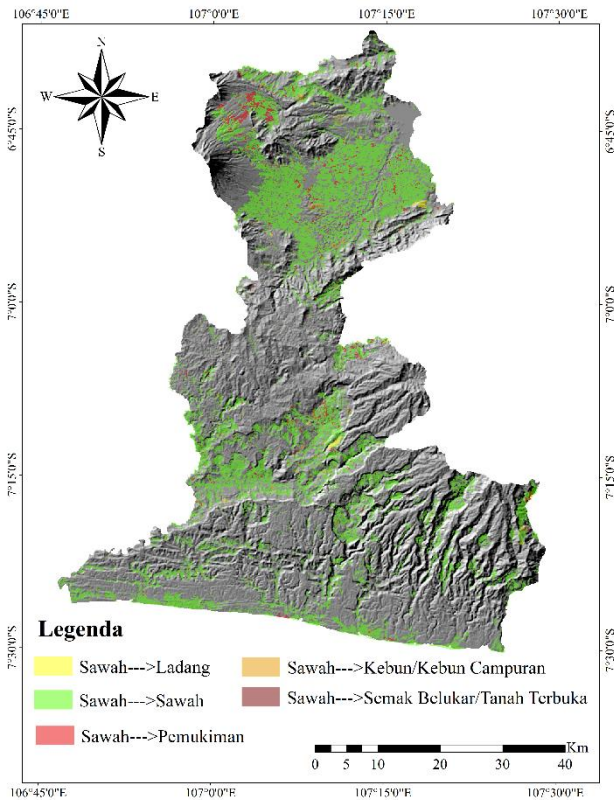 106°45'0"E 107°0'0"E 107°15'0"E 107°30'0"E
N
W E
S
6°45'0"S 6°45'0"S
7°0'0"S 7°0'0"S
7°15'0"S 7°15'0"S
7°30'0"S 7°30'0"S
Legenda
Sawah--->Ladang
Sawah--->Kebun/Kebun Campuran
Sawah--->Sawah
Sawah--->Semak Belukar/Tanah Terbuka
Sawah--->Pemukiman
Km
0 5 10 20 30 40
106°45'0"E 107°0'0"E 107°15'0"E 107°30'0"E